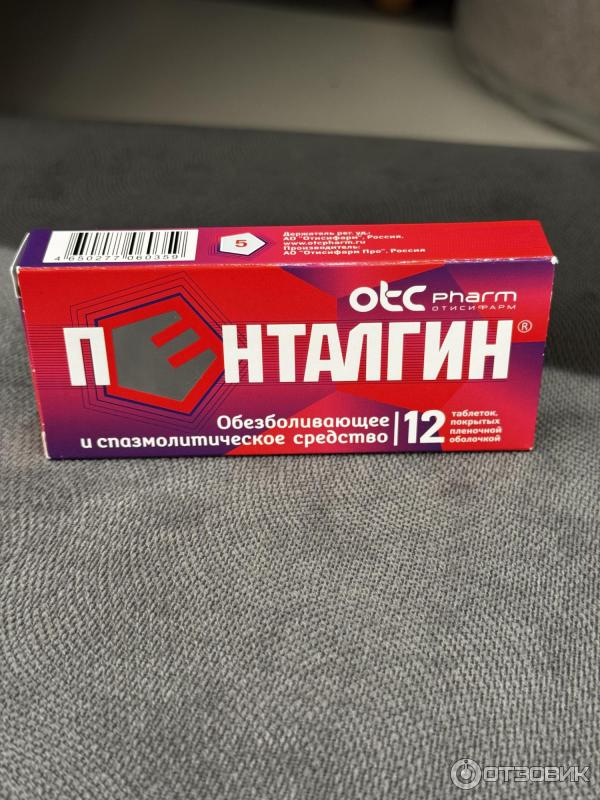 4 650277 060359
5
Держатель рег. уд.:
АО "Отисифарм", Россия.
www.otcpharm.ru
Производитель:
АО "Отисифарм Про", Россия
otc pharm
ОТИСИФАРМ
ПЕНТАЛГИН®
Обезболивающее
и спазмолитическое средство
12
таблеток,
покрытых
пленочной
оболочкой
ОТЗОВИК